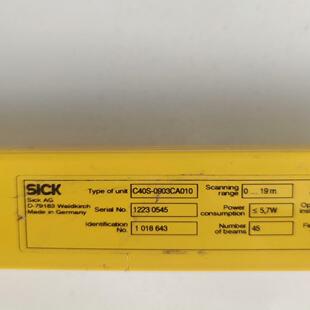 SICK
Sick AG
D-79183 Waldkirch
Made in Germany
Type of unit C40S-0903CA010
Serial No. 1223 0545
Identification No. 1 018 643
Scanning range 0 ... 19 m
Power consumption ≤ 5,7W
Number of beams 45